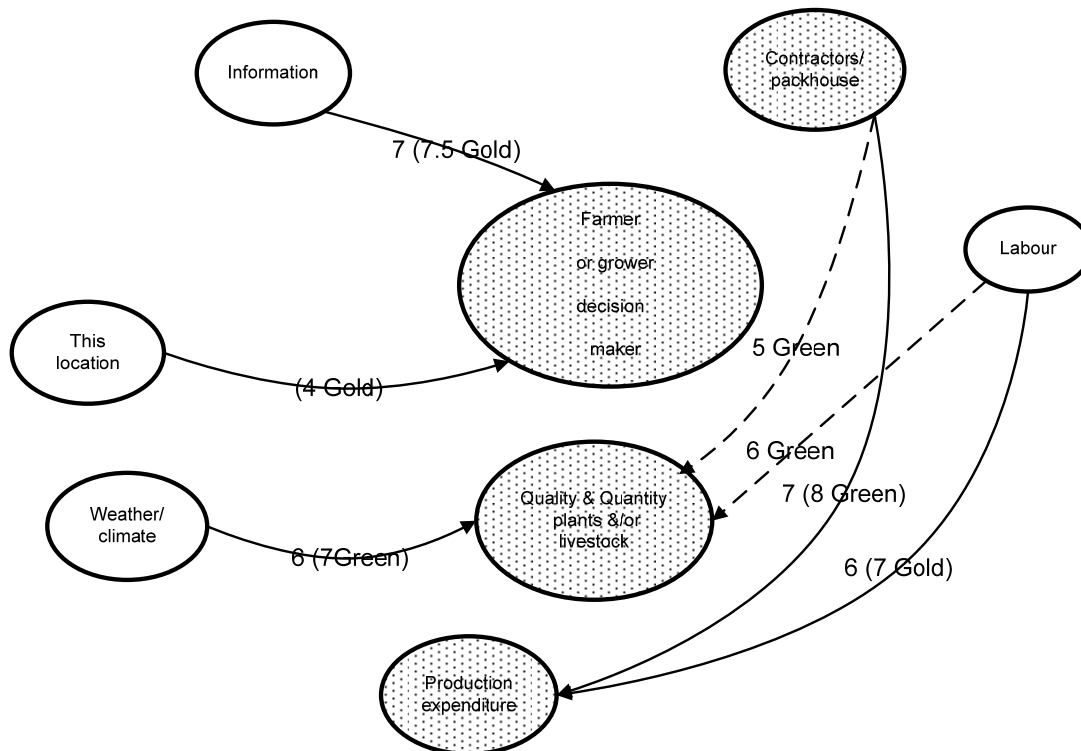 Information
Contractors/
packhouse
7 (7.5 Gold)
Farmer
or grower
decision
maker
Labour
This
location
(4 Gold)
5 Green
6 Green
7 (8 Green)
Weather/
climate
6 (7Green)
Quality & Quantity
plants &/or
livestock
6 (7 Gold)
Production
expenditure